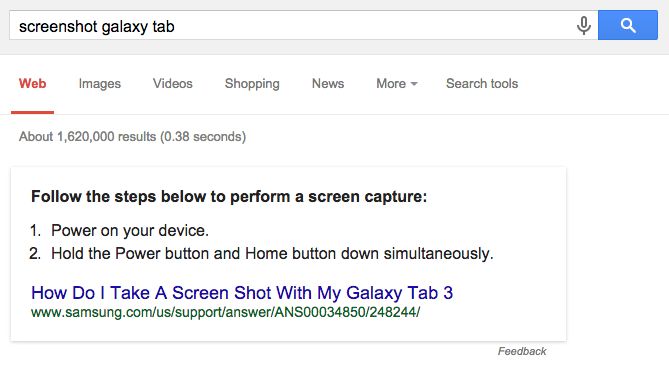 screenshot galaxy tab
Web Images Videos Shopping News More Search tools
About 1,620,000 results (0.38 seconds)
Follow the steps below to perform a screen capture:
1. Power on your device.
2. Hold the Power button and Home button down simultaneously.
How Do I Take A Screen Shot With My Galaxy Tab 3
www.samsung.com/us/support/answer/ANS00034850/248244/
Feedback